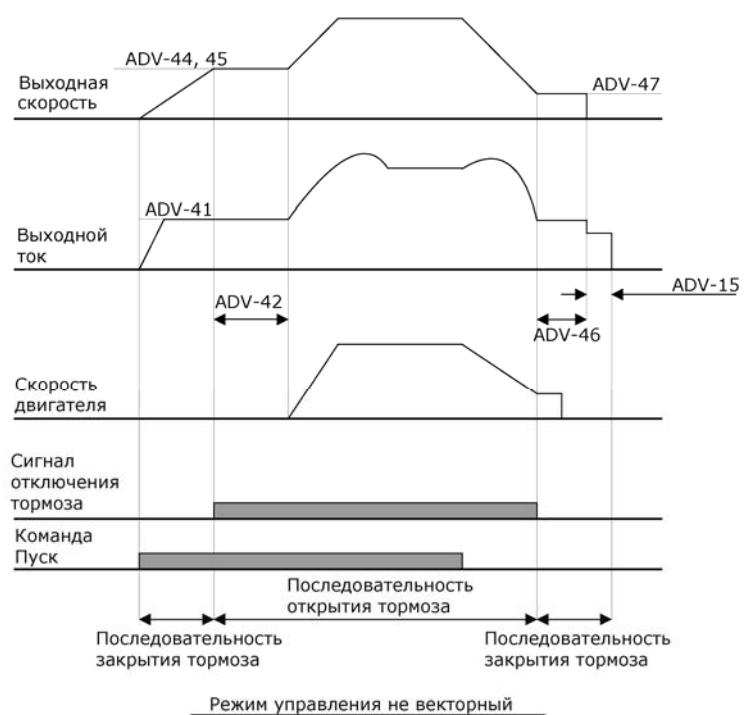 ADV-44, 45
Выходная
скорость
ADV-47
ADV-41
Выходной
ток
ADV-42
ADV-15
ADV-46
Скорость
двигателя
Сигнал
отключения
тормоза
Команда
Пуск
Последовательность
открытия тормоза
Последовательность
закрытия тормоза
Последовательность
закрытия тормоза
Режим управления не векторный